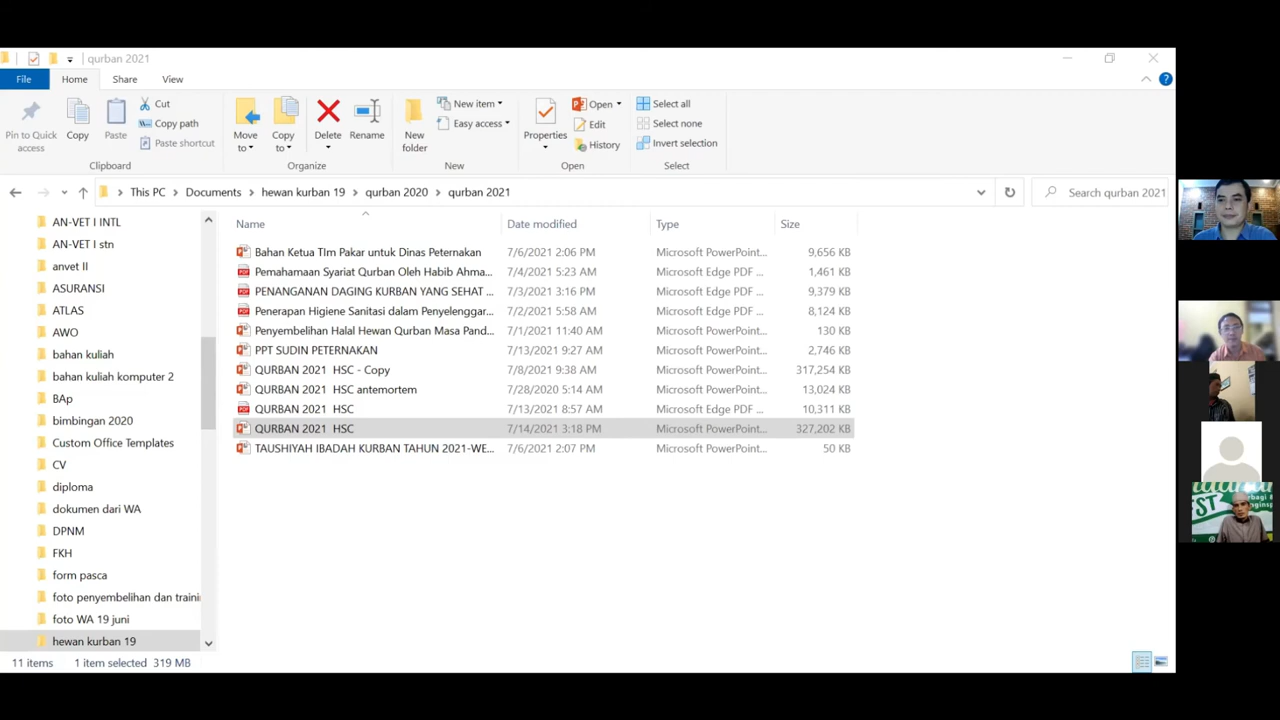 qurban 2021
File Home Share View
Pin to Quick access
Copy
Paste
Cut
Copy path
Paste shortcut
Clipboard
Move to
Copy to
Delete
Rename
Organize
New folder
New item
Easy access
New
Properties
Open
Edit
History
Open
Select all
Select none
Invert selection
Select
This PC > Documents > hewan kurban 19 > qurban 2020 > qurban 2021
Search qurban 2021
AN-VET I INTL
AN-VET I stn
anvet II
ASURANSI
ATLAS
AWO
bahan kuliah
bahan kuliah komputer 2
BAp
bimbingan 2020
Custom Office Templates
CV
diploma
dokumen dari WA
DPNM
FKH
form pasca
foto penyembelihan dan traini
foto WA 19 juni
hewan kurban 19
Name Date modified Type Size
Bahan Ketua TIm Pakar untuk Dinas Peternakan 7/6/2021 2:06 PM Microsoft PowerPoint... 9,656 KB
Pemahamaan Syariat Qurban Oleh Habib Ahma... 7/4/2021 5:23 AM Microsoft Edge PDF ... 1,461 KB
PENANGANAN DAGING KURBAN YANG SEHAT ... 7/3/2021 3:16 PM Microsoft Edge PDF ... 9,379 KB
Penerapan Higiene Sanitasi dalam Penyelenggar... 7/2/2021 5:58 AM Microsoft Edge PDF ... 8,124 KB
Penyembelihan Halal Hewan Qurban Masa Pand... 7/1/2021 11:40 AM Microsoft PowerPoint... 130 KB
PPT SUDIN PETERNAKAN 7/13/2021 9:27 AM Microsoft PowerPoint... 2,746 KB
QURBAN 2021 HSC - Copy 7/8/2021 9:38 AM Microsoft PowerPoint... 317,254 KB
QURBAN 2021 HSC antemortem 7/28/2020 5:14 AM Microsoft PowerPoint... 13,024 KB
QURBAN 2021 HSC 7/13/2021 8:57 AM Microsoft Edge PDF ... 10,311 KB
QURBAN 2021 HSC 7/14/2021 3:18 PM Microsoft PowerPoint... 327,202 KB
TAUSHIYAH IBADAH KURBAN TAHUN 2021-WE... 7/6/2021 2:07 PM Microsoft PowerPoint... 50 KB
11 items 1 item selected 319 MB